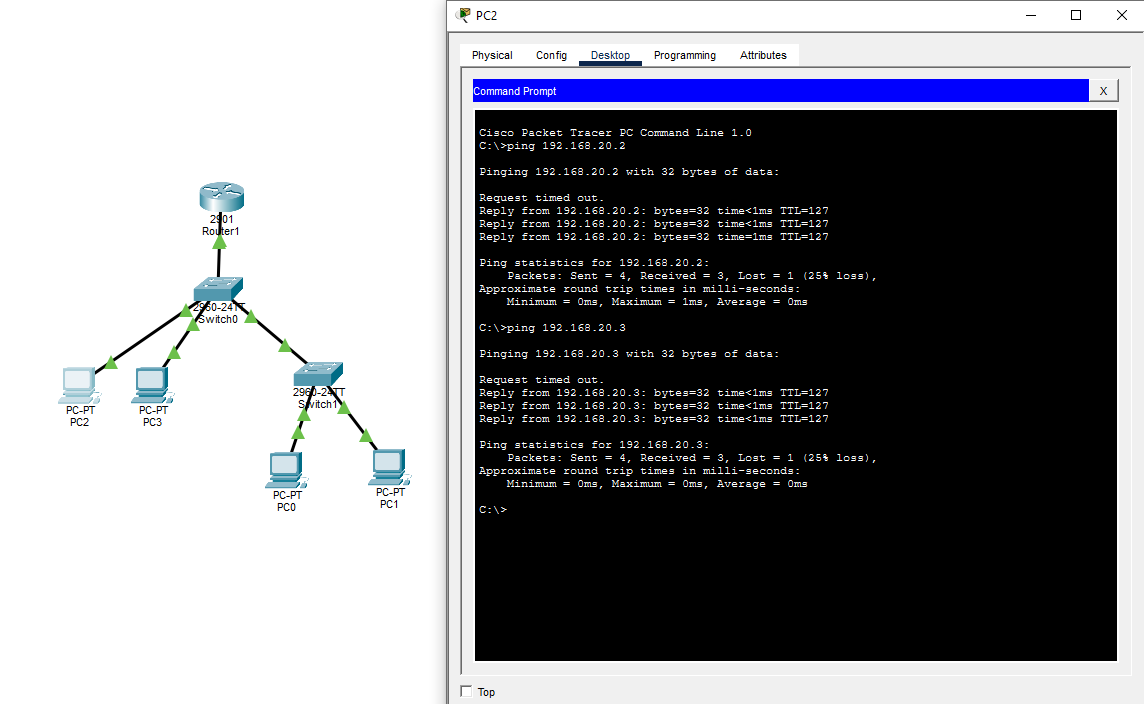 PC2
Physical Config Desktop Programming Attributes
Command Prompt
X
Cisco Packet Tracer PC Command Line 1.0
C:\>ping 192.168.20.2
Pinging 192.168.20.2 with 32 bytes of data:
Request timed out.
Reply from 192.168.20.2: bytes=32 time<1ms TTL=127
Reply from 192.168.20.2: bytes=32 time<1ms TTL=127
Reply from 192.168.20.2: bytes=32 time=1ms TTL=127
Ping statistics for 192.168.20.2:
Packets: Sent = 4, Received = 3, Lost = 1 (25% loss),
Approximate round trip times in milli-seconds:
Minimum = 0ms, Maximum = 1ms, Average = 0ms
C:\>ping 192.168.20.3
Pinging 192.168.20.3 with 32 bytes of data:
Request timed out.
Reply from 192.168.20.3: bytes=32 time<1ms TTL=127
Reply from 192.168.20.3: bytes=32 time<1ms TTL=127
Reply from 192.168.20.3: bytes=32 time<1ms TTL=127
Ping statistics for 192.168.20.3:
Packets: Sent = 4, Received = 3, Lost = 1 (25% loss),
Approximate round trip times in milli-seconds:
Minimum = 0ms, Maximum = 0ms, Average = 0ms
C:\>
Top
2901
Router1
2960-24TT
Switch0
PC-PT
PC2
PC-PT
PC3
2960-24TT
Switch1
PC-PT
PC0
PC-PT
PC1